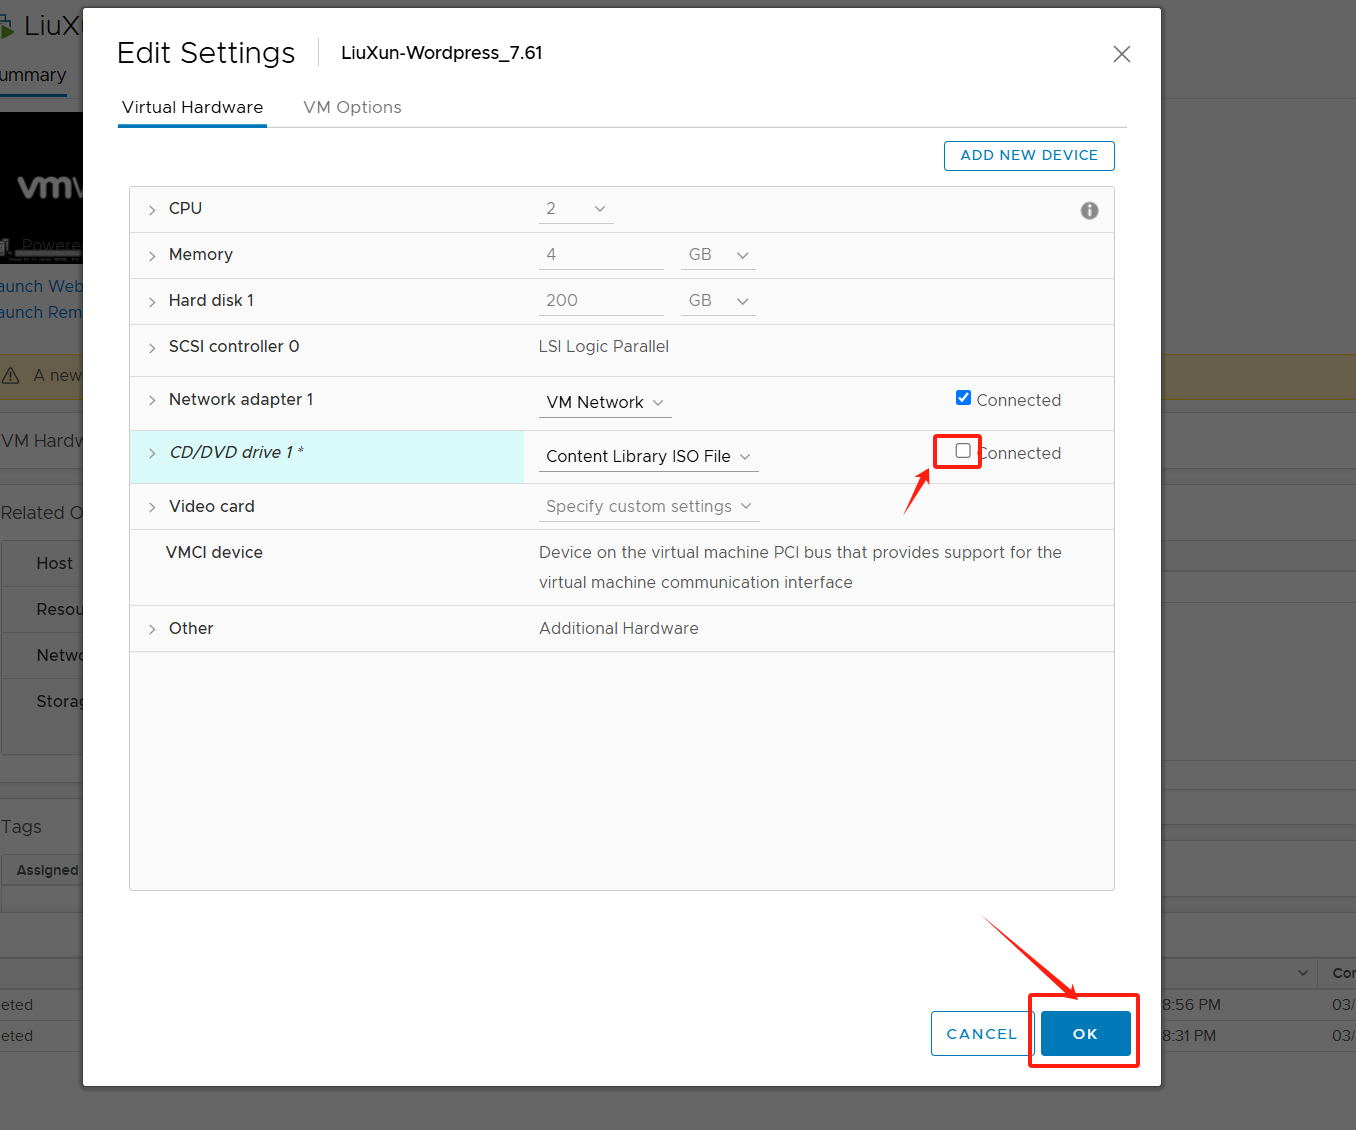 LiuX
Edit Settings
LiuXun-Wordpress_7.61
ummary
Virtual Hardware
VM Options
ADD NEW DEVICE
CPU
2
Memory
4
GB
Hard disk 1
200
GB
SCSI controller 0
LSI Logic Parallel
Network adapter 1
VM Network
Connected
CD/DVD drive 1 *
Content Library ISO File
Connected
Video card
Specify custom settings
VMCI device
Device on the virtual machine PCI bus that provides support for the
virtual machine communication interface
Other
Additional Hardware
CANCEL
OK
vmw
Powere
aunch Web
aunch Rem
A new
VM Hardw
Related O
Host
Resou
Netwo
Storag
Tags
Assigned
Cor
eted
8:56 PM
03/
eted
8:31 PM
03/